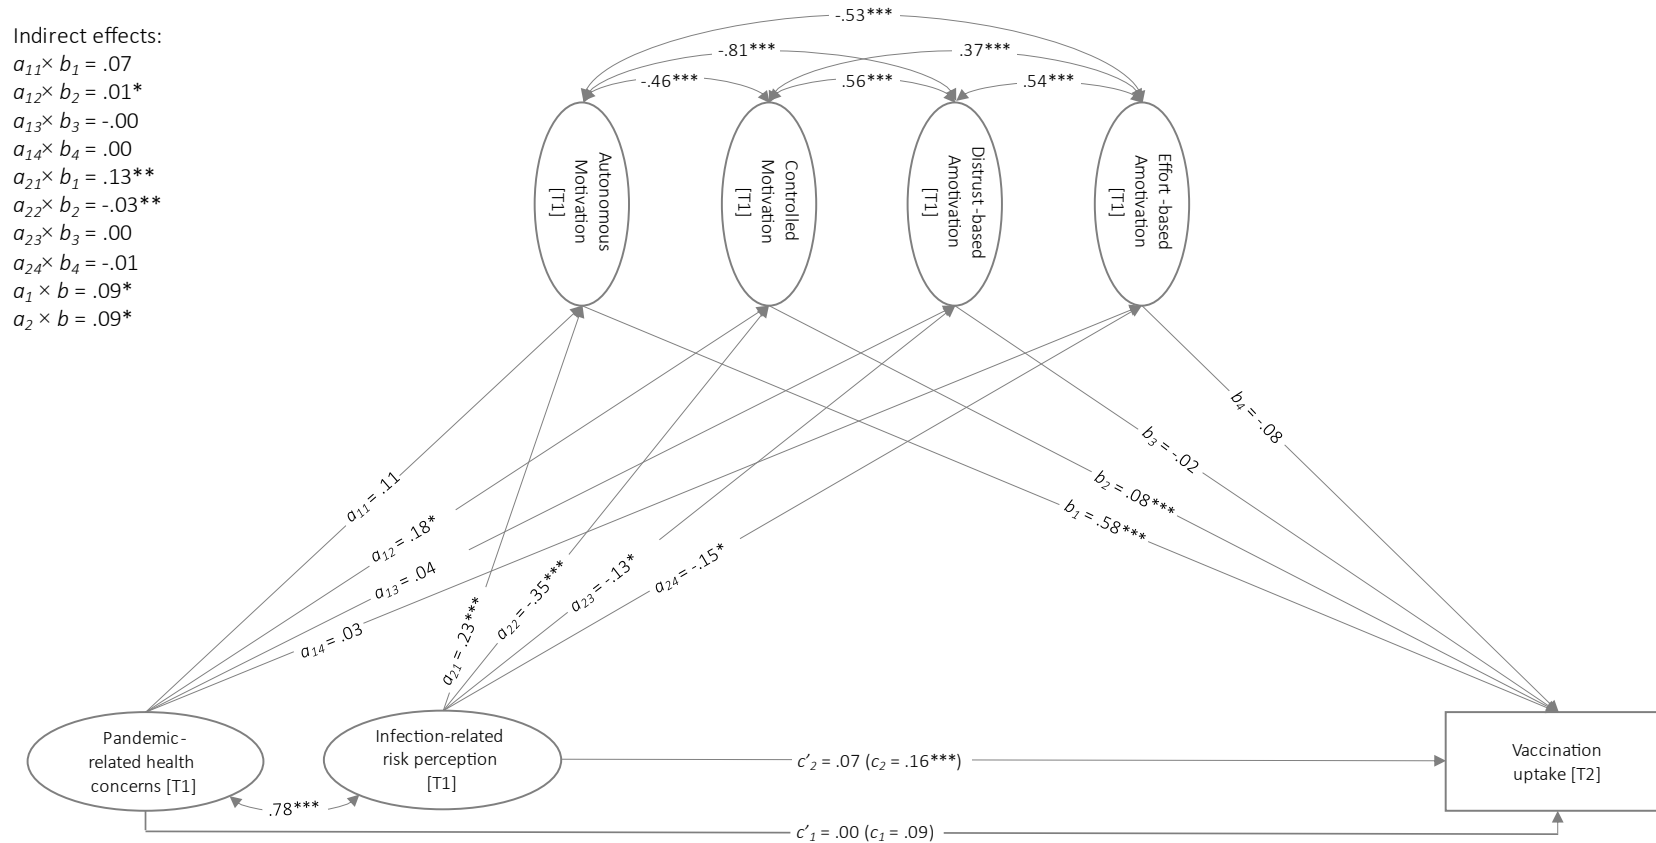 Indirect effects:
a11× b1 = .07
a12× b2 = .01*
a13× b3 = -.00
a14× b4 = .00
a21× b1 = .13**
a22× b2 = -.03**
a23× b3 = .00
a24× b4 = -.01
a1 × b = .09*
a2 × b = .09*
-.53***
-.81***
.37***
-.46***
.56***
.54***
Autonomous
Motivation
[T1]
Controlled
Motivation
[T1]
Distrust -based
Amotivation
[T1]
Effort -based
Amotivation
[T1]
b4 = -.08
b3 = -.02
b2 = .08***
b1 = .58***
a11 = .11
a12 = .18*
a13 = .04
a14 = .03
a21 = .23***
a22 = -.35***
a23 = -.13*
a24 = -.15*
Pandemic-
related health
concerns [T1]
Infection-related
risk perception
[T1]
.78***
c'2 = .07 (c2 = .16***)
c'1 = .00 (c1 = .09)
Vaccination
uptake [T2]